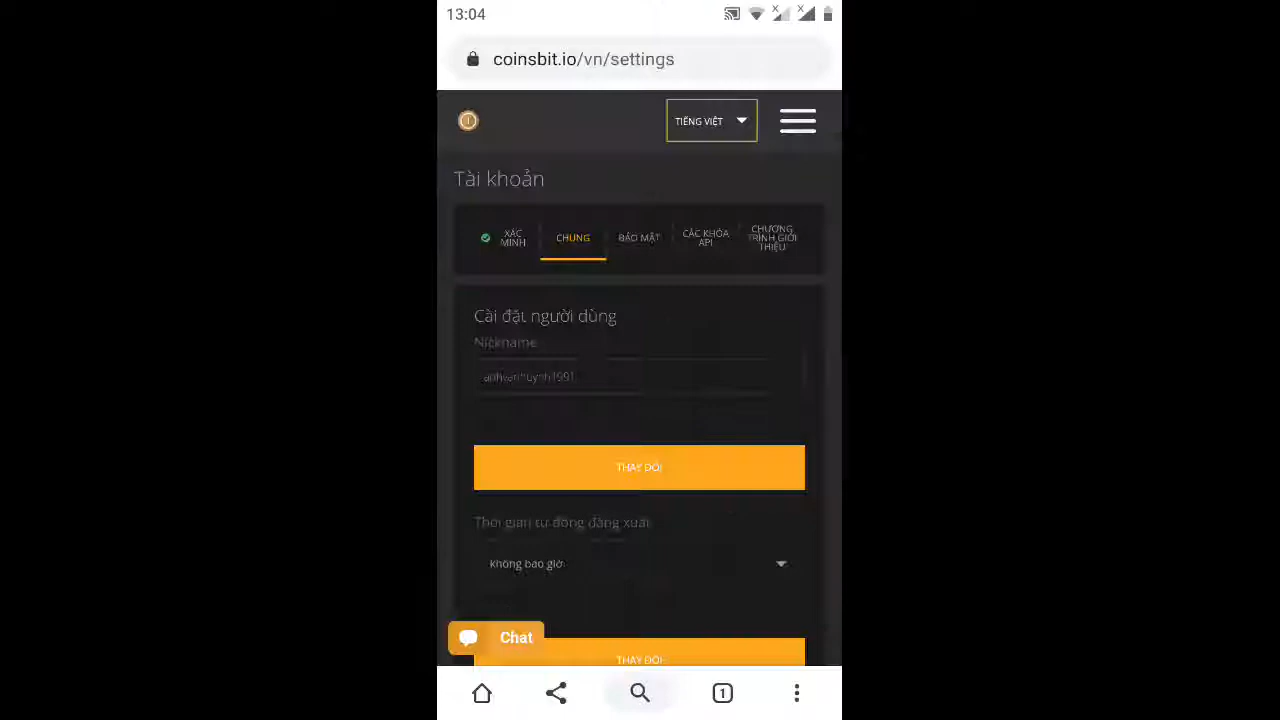 13:04
coinsbit.io/vn/settings
TIẾNG VIỆT
Tài khoản
XÁC MINH
CHUNG
BẢO MẬT
CÁC KHÓA API
CHƯƠNG TRÌNH GIỚI THIỆU
Cài đặt người dùng
Nickname
anhvanhuynh1991
THAY ĐỔI
Thời gian tự động đăng xuất
Không bao giờ
Chat
THAY ĐỔI
1